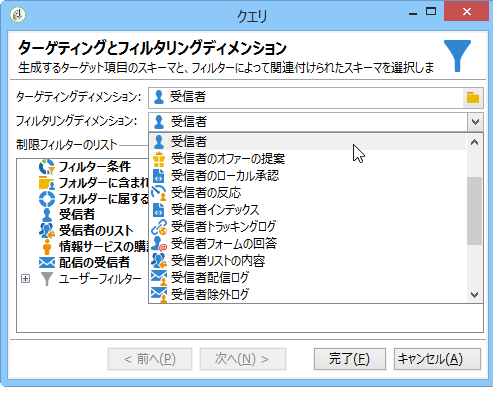 クエリ
ターゲティングとフィルタリングディメンション
生成するターゲット項目のスキーマと、フィルターによって関連付けられたスキーマを選択しま
ターゲティングディメンション: 受信者
フィルタリングディメンション: 受信者
制限フィルターのリスト
受信者
受信者のオファーの提案
受信者のローカル承認
受信者の反応
受信者インデックス
受信者トラッキングログ
受信者フォームの回答
受信者リストの内容
受信者配信ログ
受信者除外ログ
フィルター条件
フォルダーに含まれ
フォルダーに属する
受信者
受信者のリスト
情報サービスの購
配信の受信者
ユーザーフィルター
< 前へ(P) 次へ(N) > 完了(F) キャンセル(A)